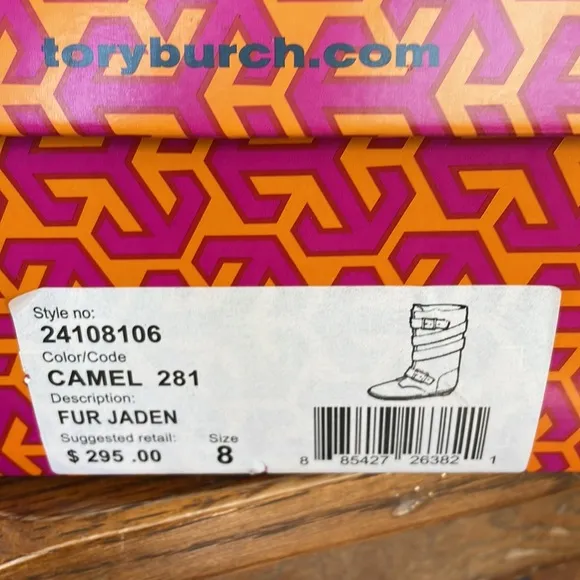 toryburch.com
Style no:
24108106
Color/Code
CAMEL 281
Description:
FUR JADEN
Suggested retail: Size
$ 295 .00 8
8 85427 26382 1